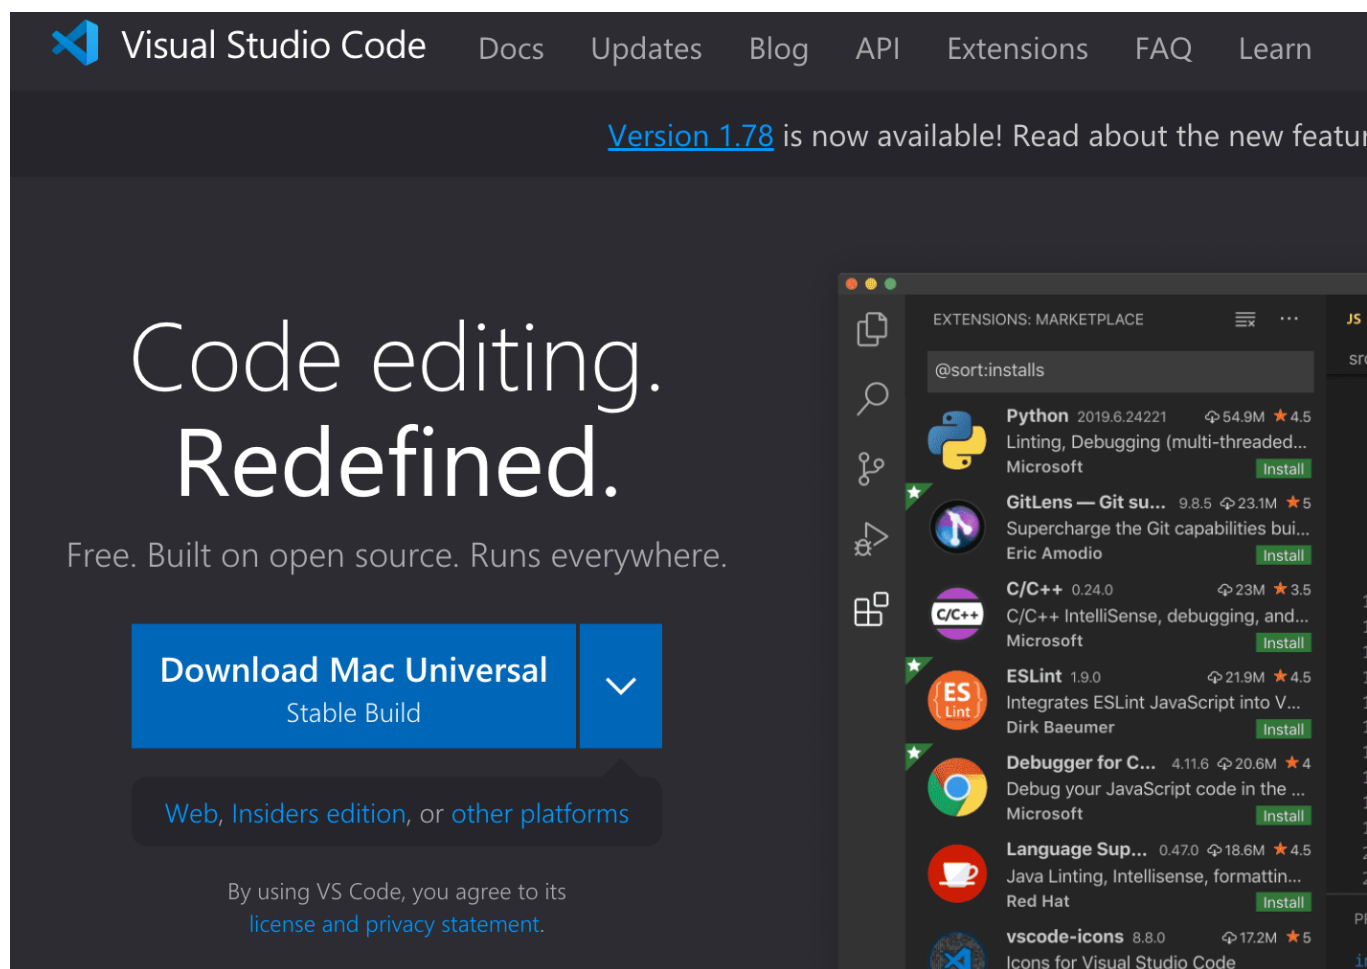 Visual Studio Code Docs Updates Blog API Extensions FAQ Learn
Version 1.78 is now available! Read about the new
Code editing.
Redefined.
Free. Built on open source. Runs everywhere.
Download Mac Universal
Stable Build
Web, Insiders edition, or other platforms
By using VS Code, you agree to its
license and privacy statement.
EXTENSIONS: MARKETPLACE ···
@sort:installs
Python 2019.6.24221 54.9M ★ 4.5
Linting, Debugging (multi-threaded...
Microsoft Install
GitLens — Git su... 9.8.5 23.1M ★ 5
Supercharge the Git capabilities bui...
Eric Amodio Install
C/C++
C/C++ 0.24.0 23M ★ 3.5
C/C++ IntelliSense, debugging, and...
Microsoft Install
ES
Lint
ESLint 1.9.0 21.9M ★ 4.5
Integrates ESLint JavaScript into V...
Dirk Baeumer Install
Debugger for C... 4.11.6 20.6M ★ 4
Debug your JavaScript code in the ...
Microsoft Install
Language Sup... 0.47.0 18.6M ★ 4.5
Java Linting, Intellisense, formattin...
Red Hat Install
vscode-icons 8.8.0 17.2M ★ 5
Icons for Visual Studio Code
JS